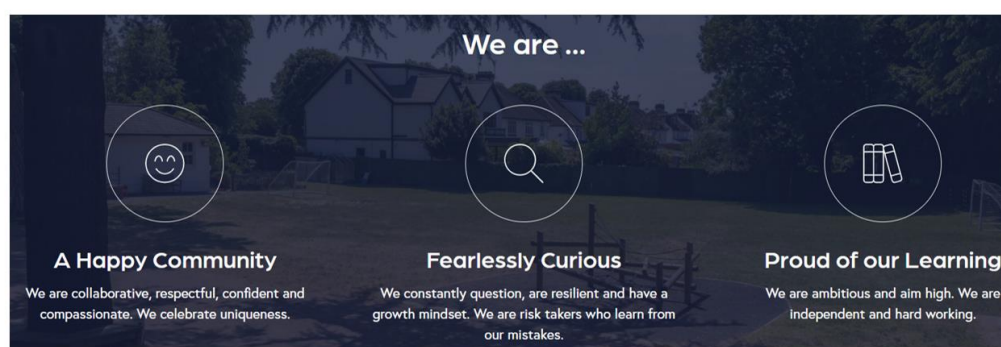 We are ...
A Happy Community
We are collaborative, respectful, confident and
compassionate. We celebrate uniqueness.
Fearlessly Curious
We constantly question, are resilient and have a
growth mindset. We are risk takers who learn from
our mistakes.
Proud of our Learning
We are ambitious and aim high. We are
independent and hard working.